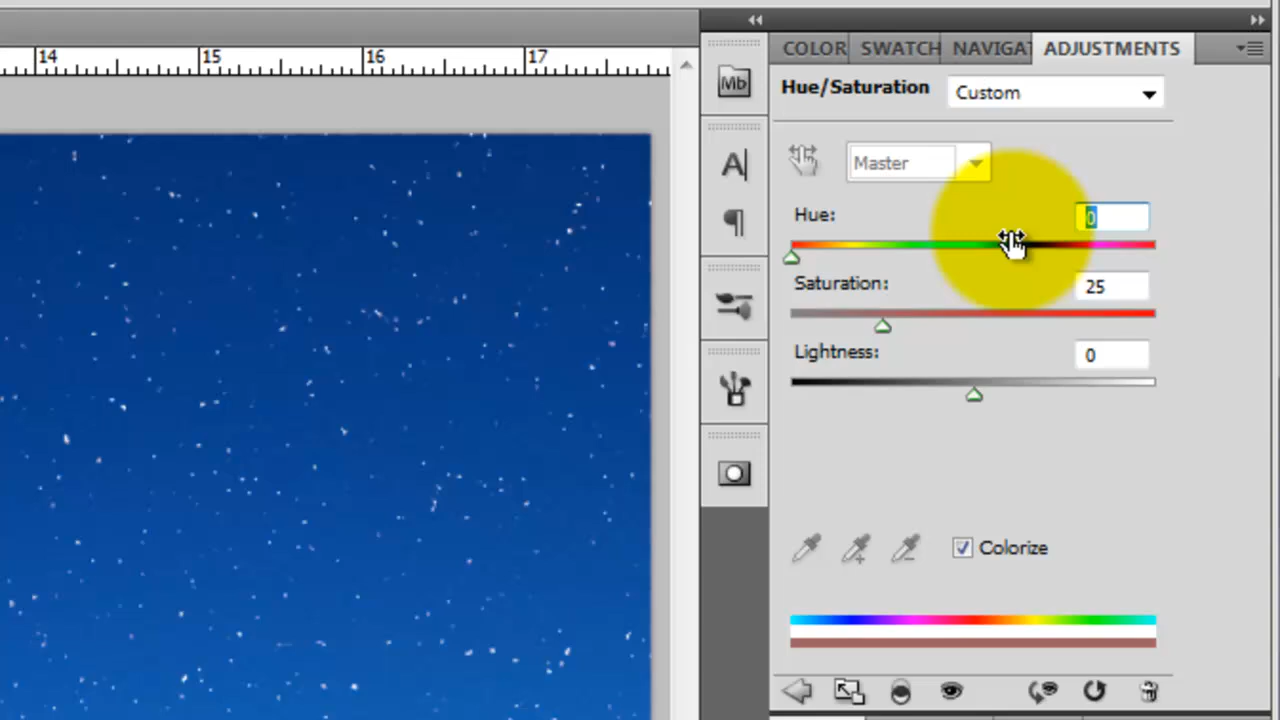 COLOR SWATCH NAVIGAT ADJUSTMENTS
14 15 16 17
Mb
Hue/Saturation Custom
A
Master
Hue: 0
Saturation: 25
Lightness: 0
Colorize